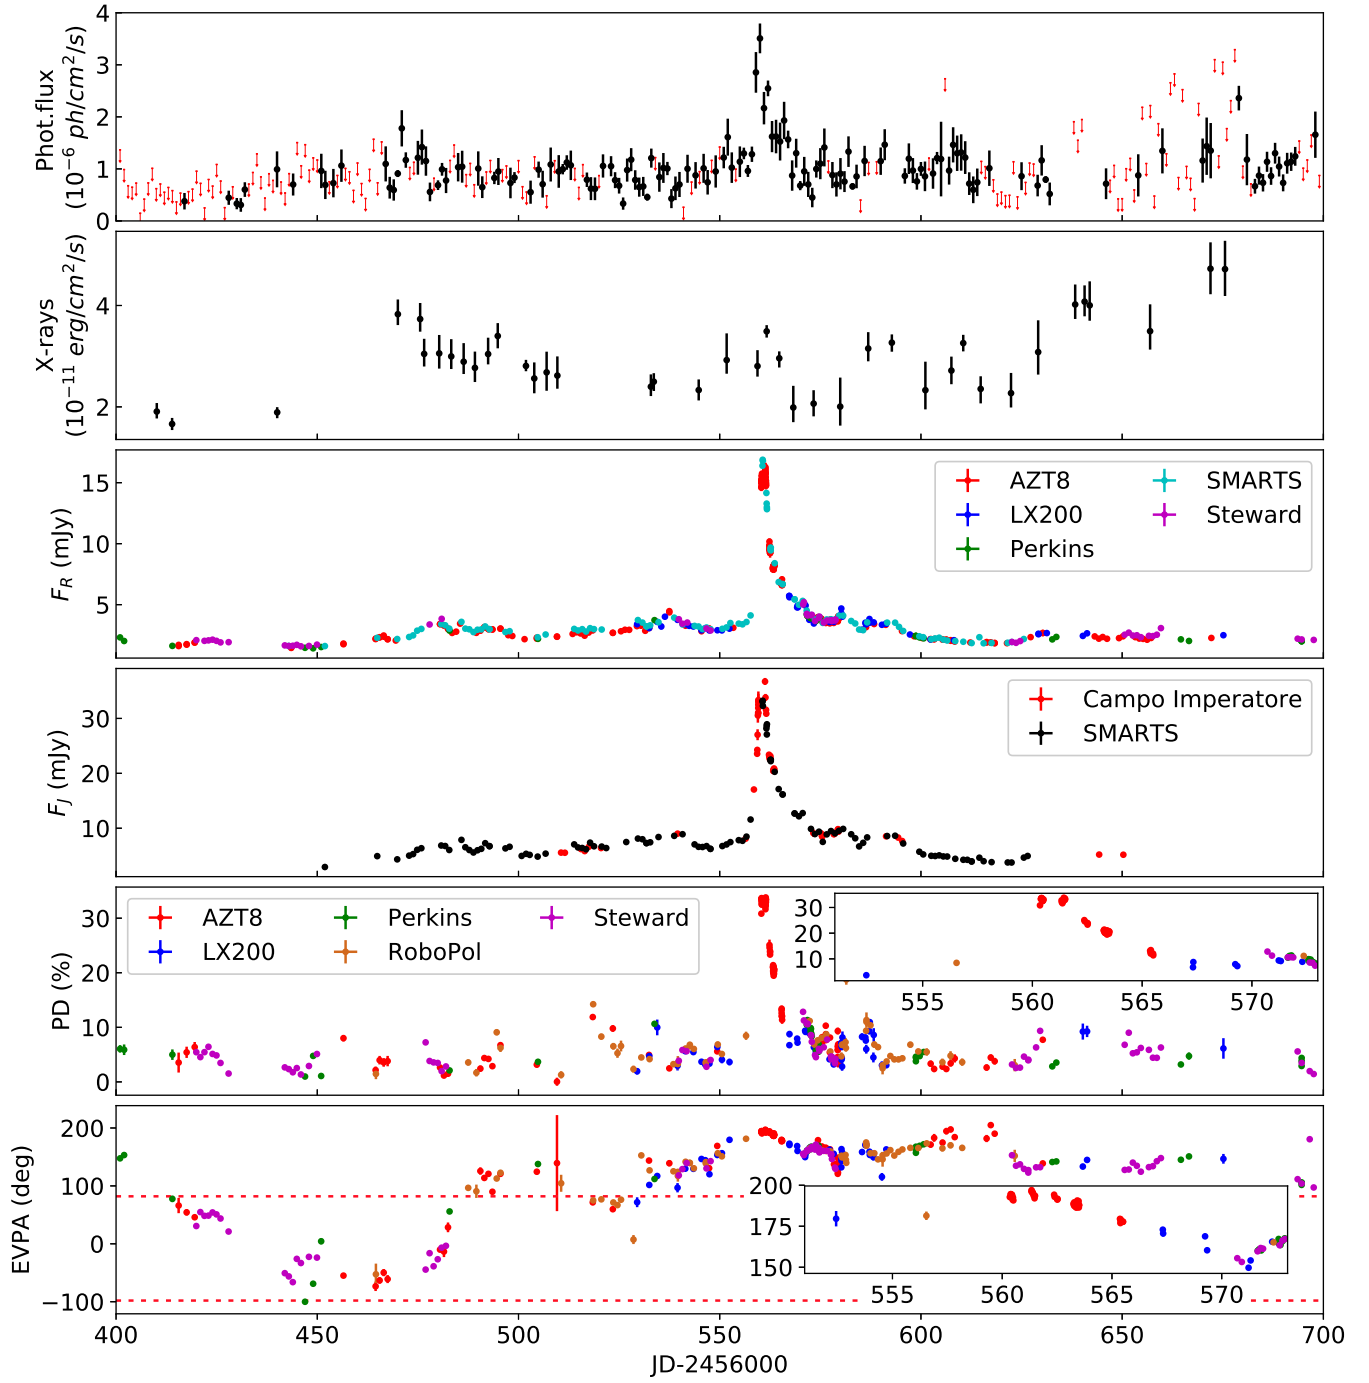 4
3
2
1
0
Phot.flux
(10⁻⁶ ph/cm²/s)
4
2
X-rays
(10⁻¹¹ erg/cm²/s)
15
10
5
F_R (mJy)
AZT8
LX200
Perkins
SMARTS
Steward
30
20
10
F_J (mJy)
Campo Imperatore
SMARTS
30
20
10
0
PD (%)
AZT8
LX200
Perkins
RoboPol
Steward
30
20
10
555 560 565 570
200
100
0
−100
EVPA (deg)
200
175
150
555 560 565 570
400 450 500 550 600 650 700
JD-2456000